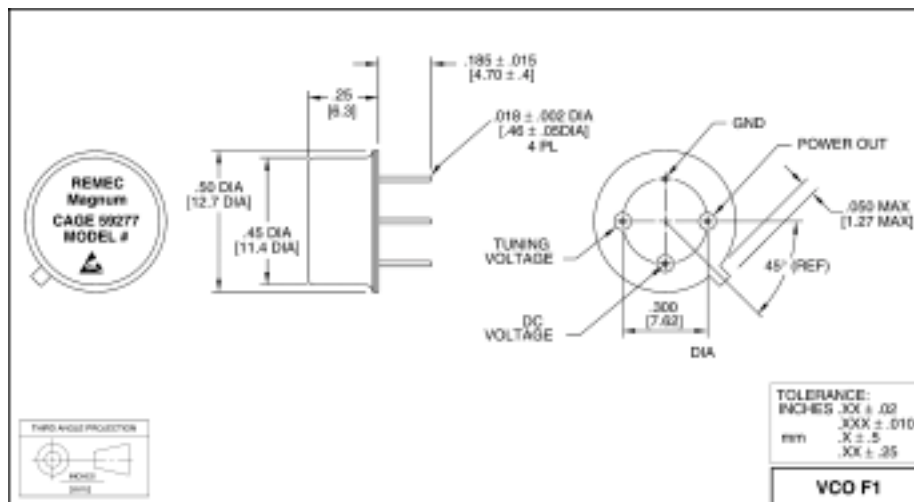 REMEC
Magnum
CAGE 59277
MODEL #
.50 DIA
[12.7 DIA]
.45 DIA
[11.4 DIA]
.25
[6.3]
.185 ± .015
[4.70 ± .4]
.018 ± .002 DIA
[.46 ± .05DIA]
4 PL
GND
POWER OUT
TUNING
VOLTAGE
DC
VOLTAGE
.300
[7.62]
DIA
.050 MAX
[1.27 MAX]
45° (REF)
THIRD ANGLE PROJECTION
INCHES
[mm]
TOLERANCE:
INCHES .XX ± .02
.XXX ± .010
mm .X ± .5
.XX ± .25
VCO F1